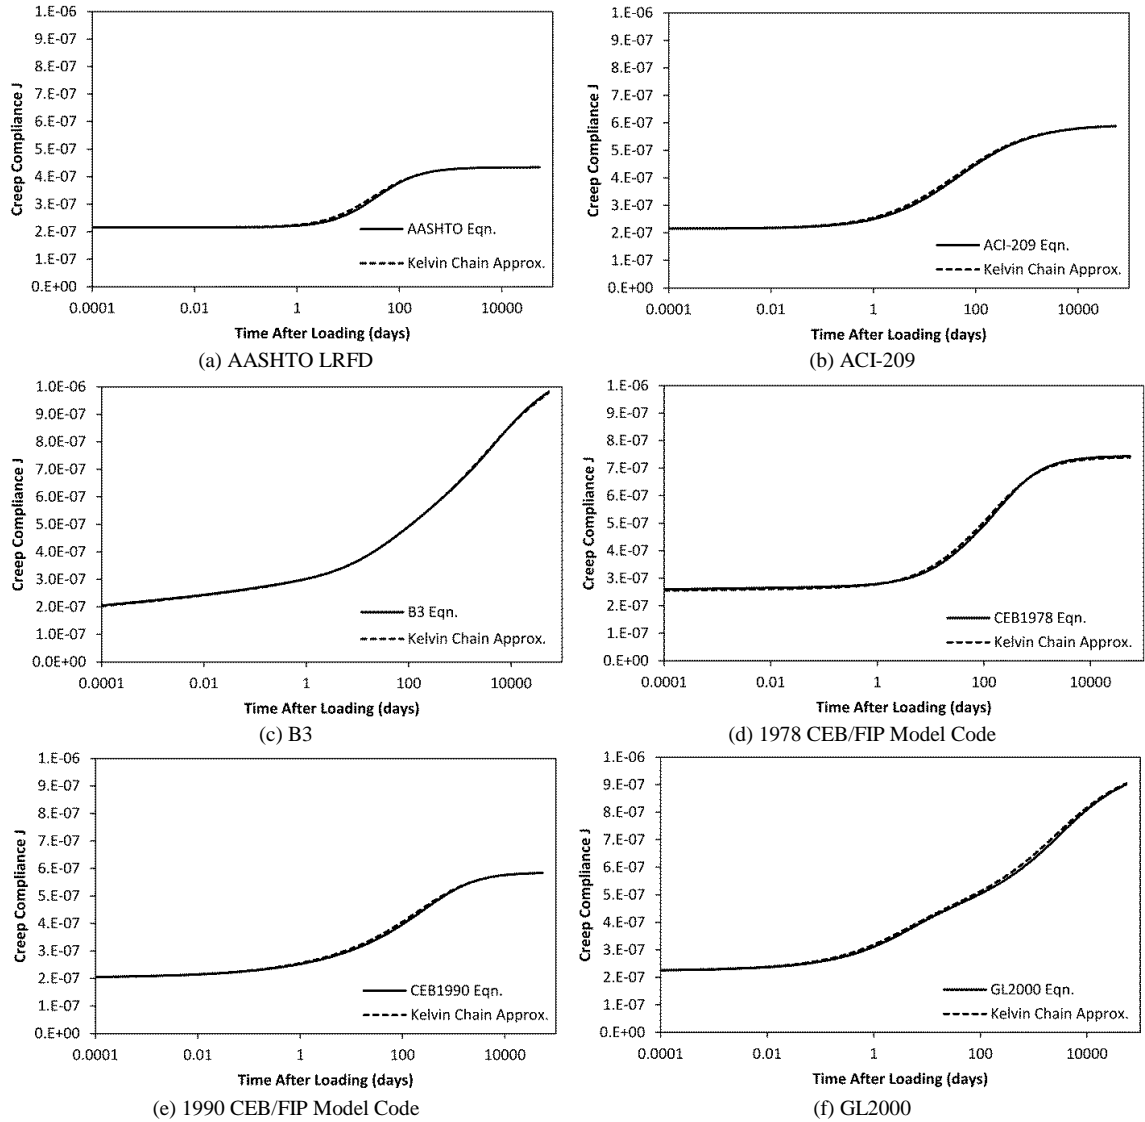 1.E-06
9.E-07
8.E-07
7.E-07
6.E-07
5.E-07
4.E-07
3.E-07
2.E-07
1.E-07
0.E+00
Creep Compliance J
AASHTO Eqn.
Kelvin Chain Approx.
0.0001 0.01 1 100 10000
Time After Loading (days)
(a) AASHTO LRFD
1.E-06
9.E-07
8.E-07
7.E-07
6.E-07
5.E-07
4.E-07
3.E-07
2.E-07
1.E-07
0.E+00
Creep Compliance J
ACI-209 Eqn.
Kelvin Chain Approx.
0.0001 0.01 1 100 10000
Time After Loading (days)
(b) ACI-209
1.0E-06
9.0E-07
8.0E-07
7.0E-07
6.0E-07
5.0E-07
4.0E-07
3.0E-07
2.0E-07
1.0E-07
0.0E+00
Creep Compliance J
B3 Eqn.
Kelvin Chain Approx.
0.0001 0.01 1 100 10000
Time After Loading (days)
(c) B3
1.E-06
9.E-07
8.E-07
7.E-07
6.E-07
5.E-07
4.E-07
3.E-07
2.E-07
1.E-07
0.E+00
Creep Compliance J
CEB1978 Eqn.
Kelvin Chain Approx.
0.0001 0.01 1 100 10000
Time After Loading (days)
(d) 1978 CEB/FIP Model Code
1.E-06
9.E-07
8.E-07
7.E-07
6.E-07
5.E-07
4.E-07
3.E-07
2.E-07
1.E-07
0.E+00
Creep Compliance J
CEB1990 Eqn.
Kelvin Chain Approx.
0.0001 0.01 1 100 10000
Time After Loading (days)
(e) 1990 CEB/FIP Model Code
1.E-06
9.E-07
8.E-07
7.E-07
6.E-07
5.E-07
4.E-07
3.E-07
2.E-07
1.E-07
0.E+00
Creep Compliance J
GL2000 Eqn.
Kelvin Chain Approx.
0.0001 0.01 1 100 10000
Time After Loading (days)
(f) GL2000